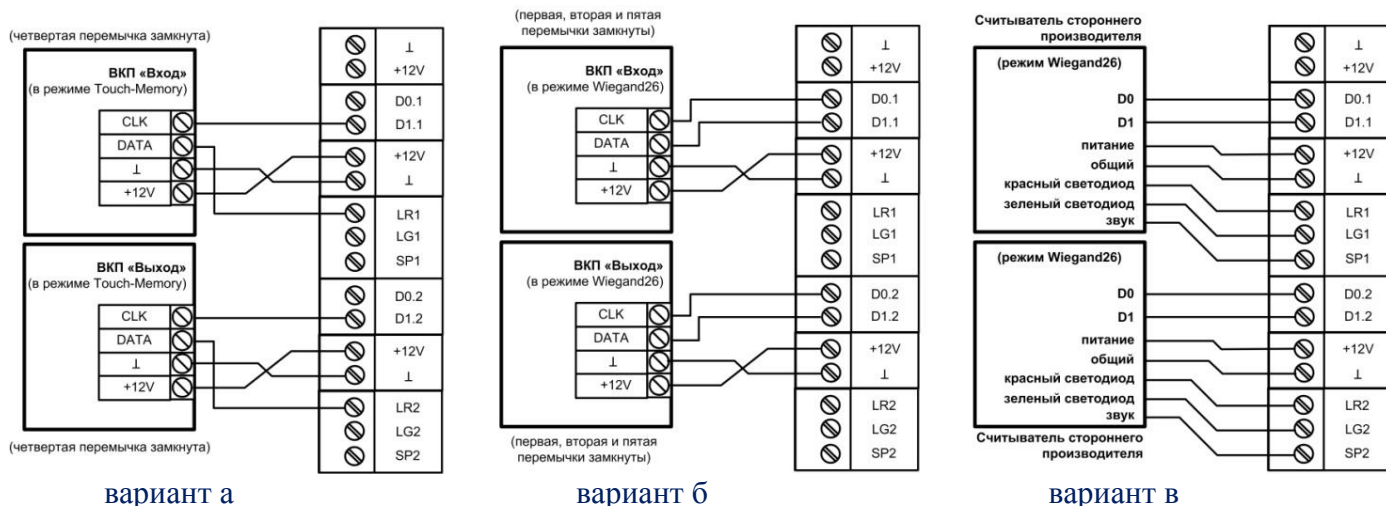 (четвертая перемычка замкнута)
ВКП «Вход»
(в режиме Touch-Memory)
CLK
DATA
⊥
+12V
ВКП «Выход»
(в режиме Touch-Memory)
CLK
DATA
⊥
+12V
(четвертая перемычка замкнута)
⊥
+12V
D0.1
D1.1
+12V
⊥
LR1
LG1
SP1
D0.2
D1.2
+12V
⊥
LR2
LG2
SP2
вариант а
(первая, вторая и пятая
перемычки замкнуты)
ВКП «Вход»
(в режиме Wiegand26)
CLK
DATA
⊥
+12V
ВКП «Выход»
(в режиме Wiegand26)
CLK
DATA
⊥
+12V
(первая, вторая и пятая
перемычки замкнуты)
⊥
+12V
D0.1
D1.1
+12V
⊥
LR1
LG1
SP1
D0.2
D1.2
+12V
⊥
LR2
LG2
SP2
вариант б
Считыватель стороннего
производителя
(режим Wiegand26)
D0
D1
питание
общий
красный светодиод
зеленый светодиод
звук
(режим Wiegand26)
D0
D1
питание
общий
красный светодиод
зеленый светодиод
звук
Считыватель стороннего
производителя
⊥
+12V
D0.1
D1.1
+12V
⊥
LR1
LG1
SP1
D0.2
D1.2
+12V
⊥
LR2
LG2
SP2
вариант в